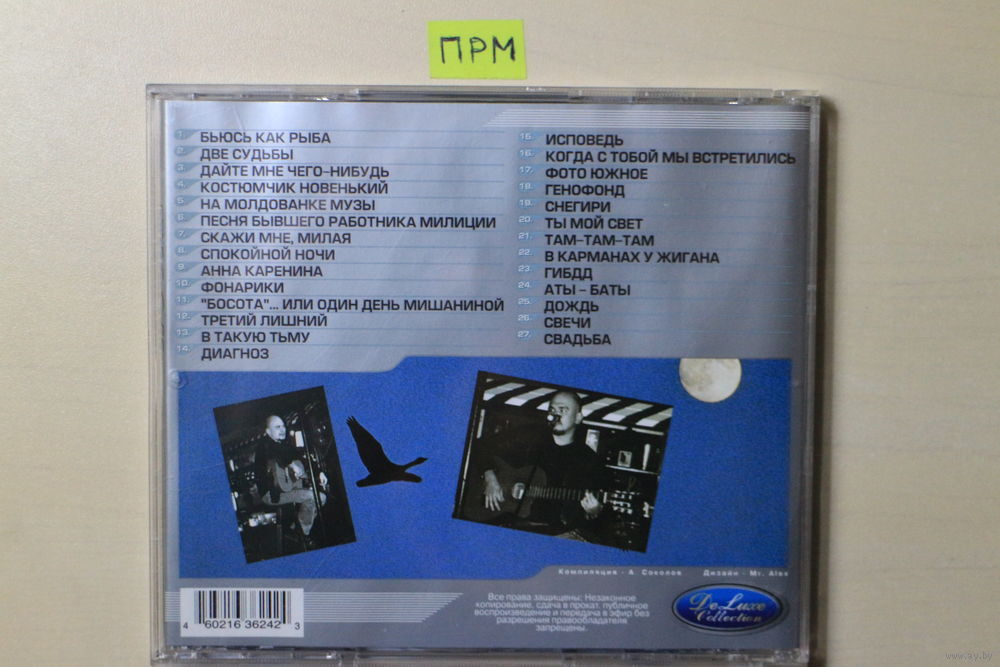 ПРМ
1. БЬЮСЬ КАК РЫБА
2. ДВЕ СУДЬБЫ
3. ДАЙТЕ МНЕ ЧЕГО-НИБУДЬ
4. КОСТЮМЧИК НОВЕНЬКИЙ
5. НА МОЛДОВАНКЕ МУЗЫ
6. ПЕСНЯ БЫВШЕГО РАБОТНИКА МИЛИЦИИ
7. СКАЖИ МНЕ, МИЛАЯ
8. СПОКОЙНОЙ НОЧИ
9. АННА КАРЕНИНА
10. ФОНАРИКИ
11. "БОСОТА"... ИЛИ ОДИН ДЕНЬ МИШАНИНОЙ
12. ТРЕТИЙ ЛИШНИЙ
13. В ТАКУЮ ТЬМУ
14. ДИАГНОЗ
15. ИСПОВЕДЬ
16. КОГДА С ТОБОЙ МЫ ВСТРЕТИЛИСЬ
17. ФОТО ЮЖНОЕ
18. ГЕНОФОНД
19. СНЕГИРИ
20. ТЫ МОЙ СВЕТ
21. ТАМ-ТАМ-ТАМ
22. В КАРМАНАХ У ЖИГАНА
23. ГИБДД
24. АТЫ - БАТЫ
25. ДОЖДЬ
26. СВЕЧИ
27. СВАДЬБА
Компиляция - А. Соколов Дизайн - Mr. Alex
4 60216 36242 3
Все права защищены: Незаконное
копирование, сдача в прокат, публичное
воспроизведение и передача в эфир без
разрешения правообладателя
запрещены.
DeLuxe
Collection
www.ay.by